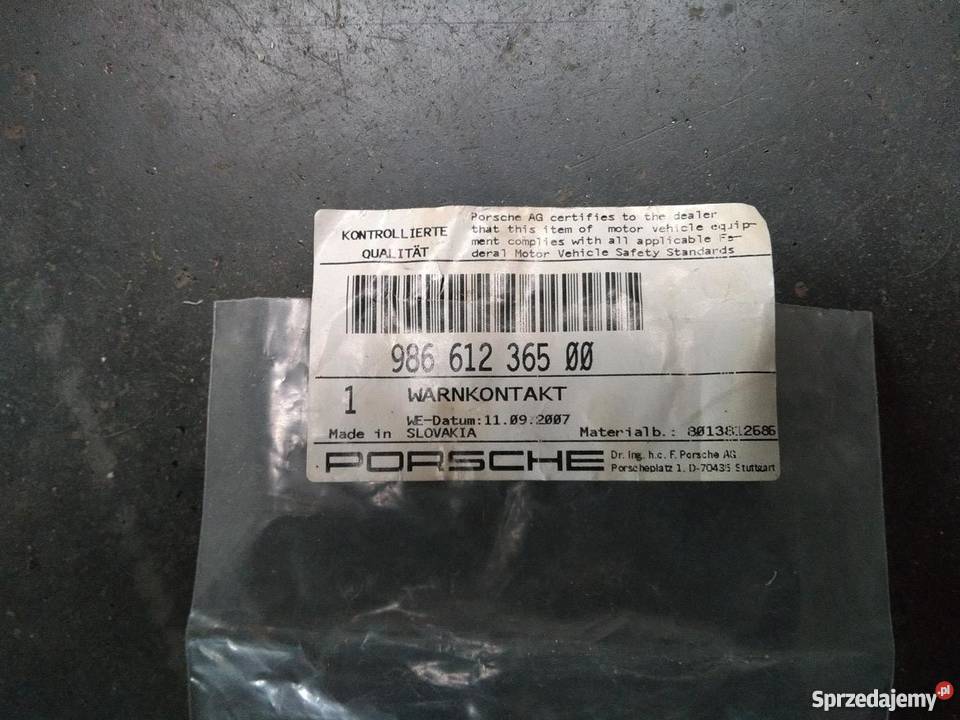 KONTROLLIERTE
QUALITÄT
Porsche AG certifies to the dealer
that this item of motor vehicle equip-
ment complies with all applicable Fe-
deral Motor Vehicle Safety Standards
986 612 365 00
1 WARNKONTAKT
WE-Datum:11.09.2007
Made in SLOVAKIA Materialb.: 8013812686
PORSCHE
Dr. Ing. h.c. F. Porsche AG
Porscheplatz 1, D-70435 Stuttgart
Sprzedajemy.pl